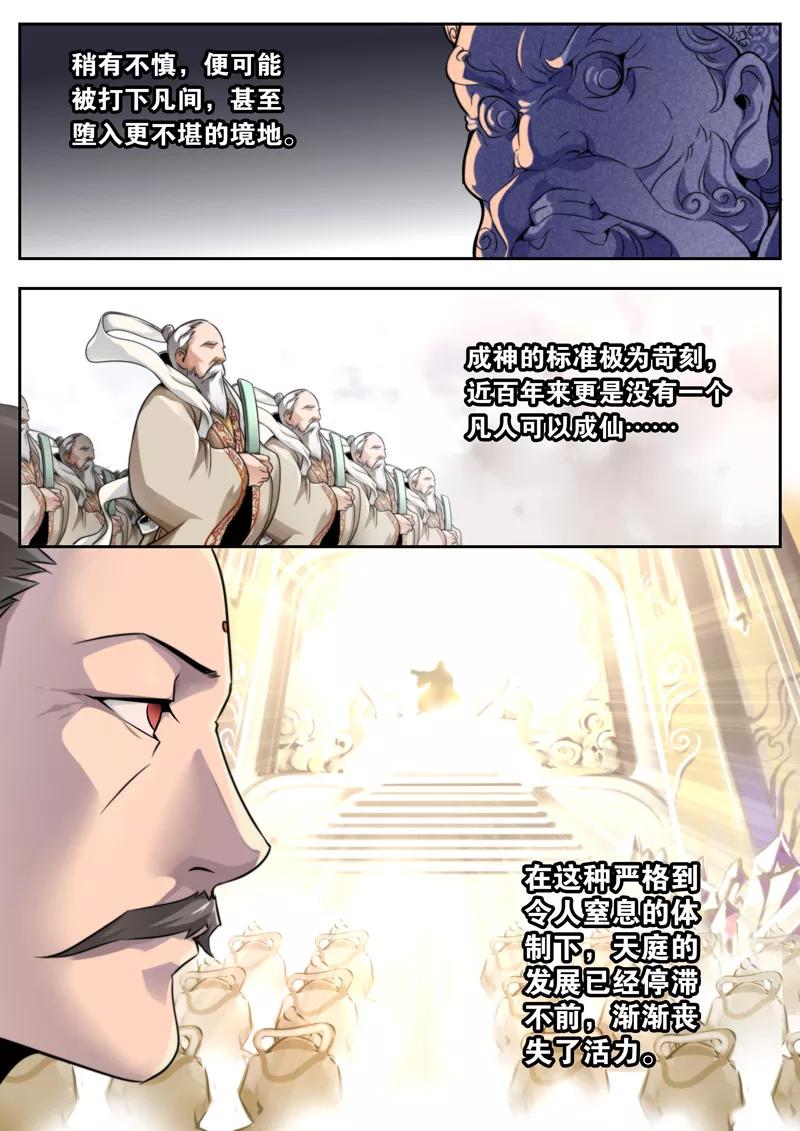 稍有不慎，便可能
被打下凡间，甚至
堕入更不堪的境地。
成神的标准极为苛刻，
近百年来更是没有一个
凡人可以成仙……
在这种严格到
令人窒息的体
制下，天庭的
发展已经停滞
不前，渐渐丧
失了活力。